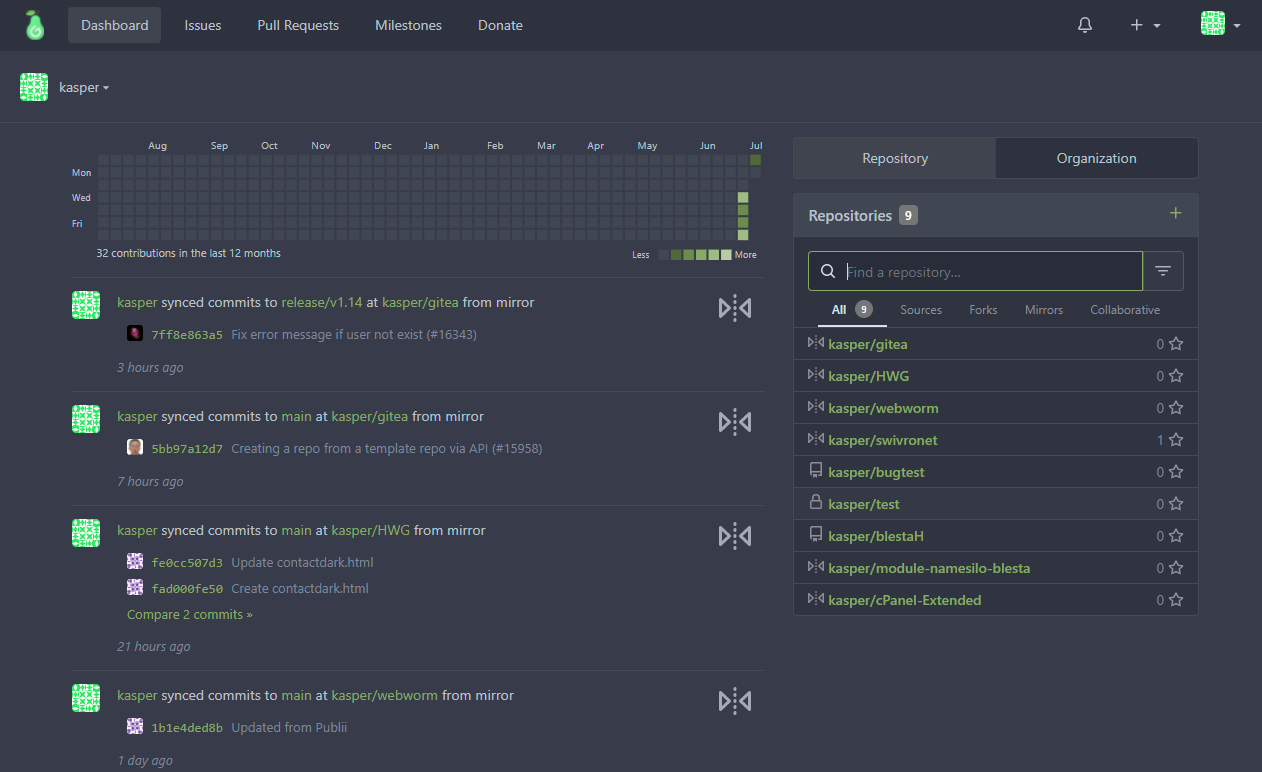 Dashboard Issues Pull Requests Milestones Donate
kasper
Aug Sep Oct Nov Dec Jan Feb Mar Apr May Jun Jul
Mon
Wed
Fri
32 contributions in the last 12 months
Less More
kasper synced commits to release/v1.14 at kasper/gitea from mirror
7ff8e863a5 Fix error message if user not exist (#16343)
3 hours ago
kasper synced commits to main at kasper/gitea from mirror
5bb97a12d7 Creating a repo from a template repo via API (#15958)
7 hours ago
kasper synced commits to main at kasper/HWG from mirror
fe0cc507d3 Update contactdark.html
fad000fe50 Create contactdark.html
Compare 2 commits »
21 hours ago
kasper synced commits to main at kasper/webworm from mirror
1b1e4ded8b Updated from Publii
1 day ago
Repository Organization
Repositories 9
Find a repository...
All 9 Sources Forks Mirrors Collaborative
kasper/gitea 0
kasper/HWG 0
kasper/webworm 0
kasper/swivronet 1
kasper/bugtest 0
kasper/test 0
kasper/blestaH 0
kasper/module-namesilo-blesta 0
kasper/cPanel-Extended 0